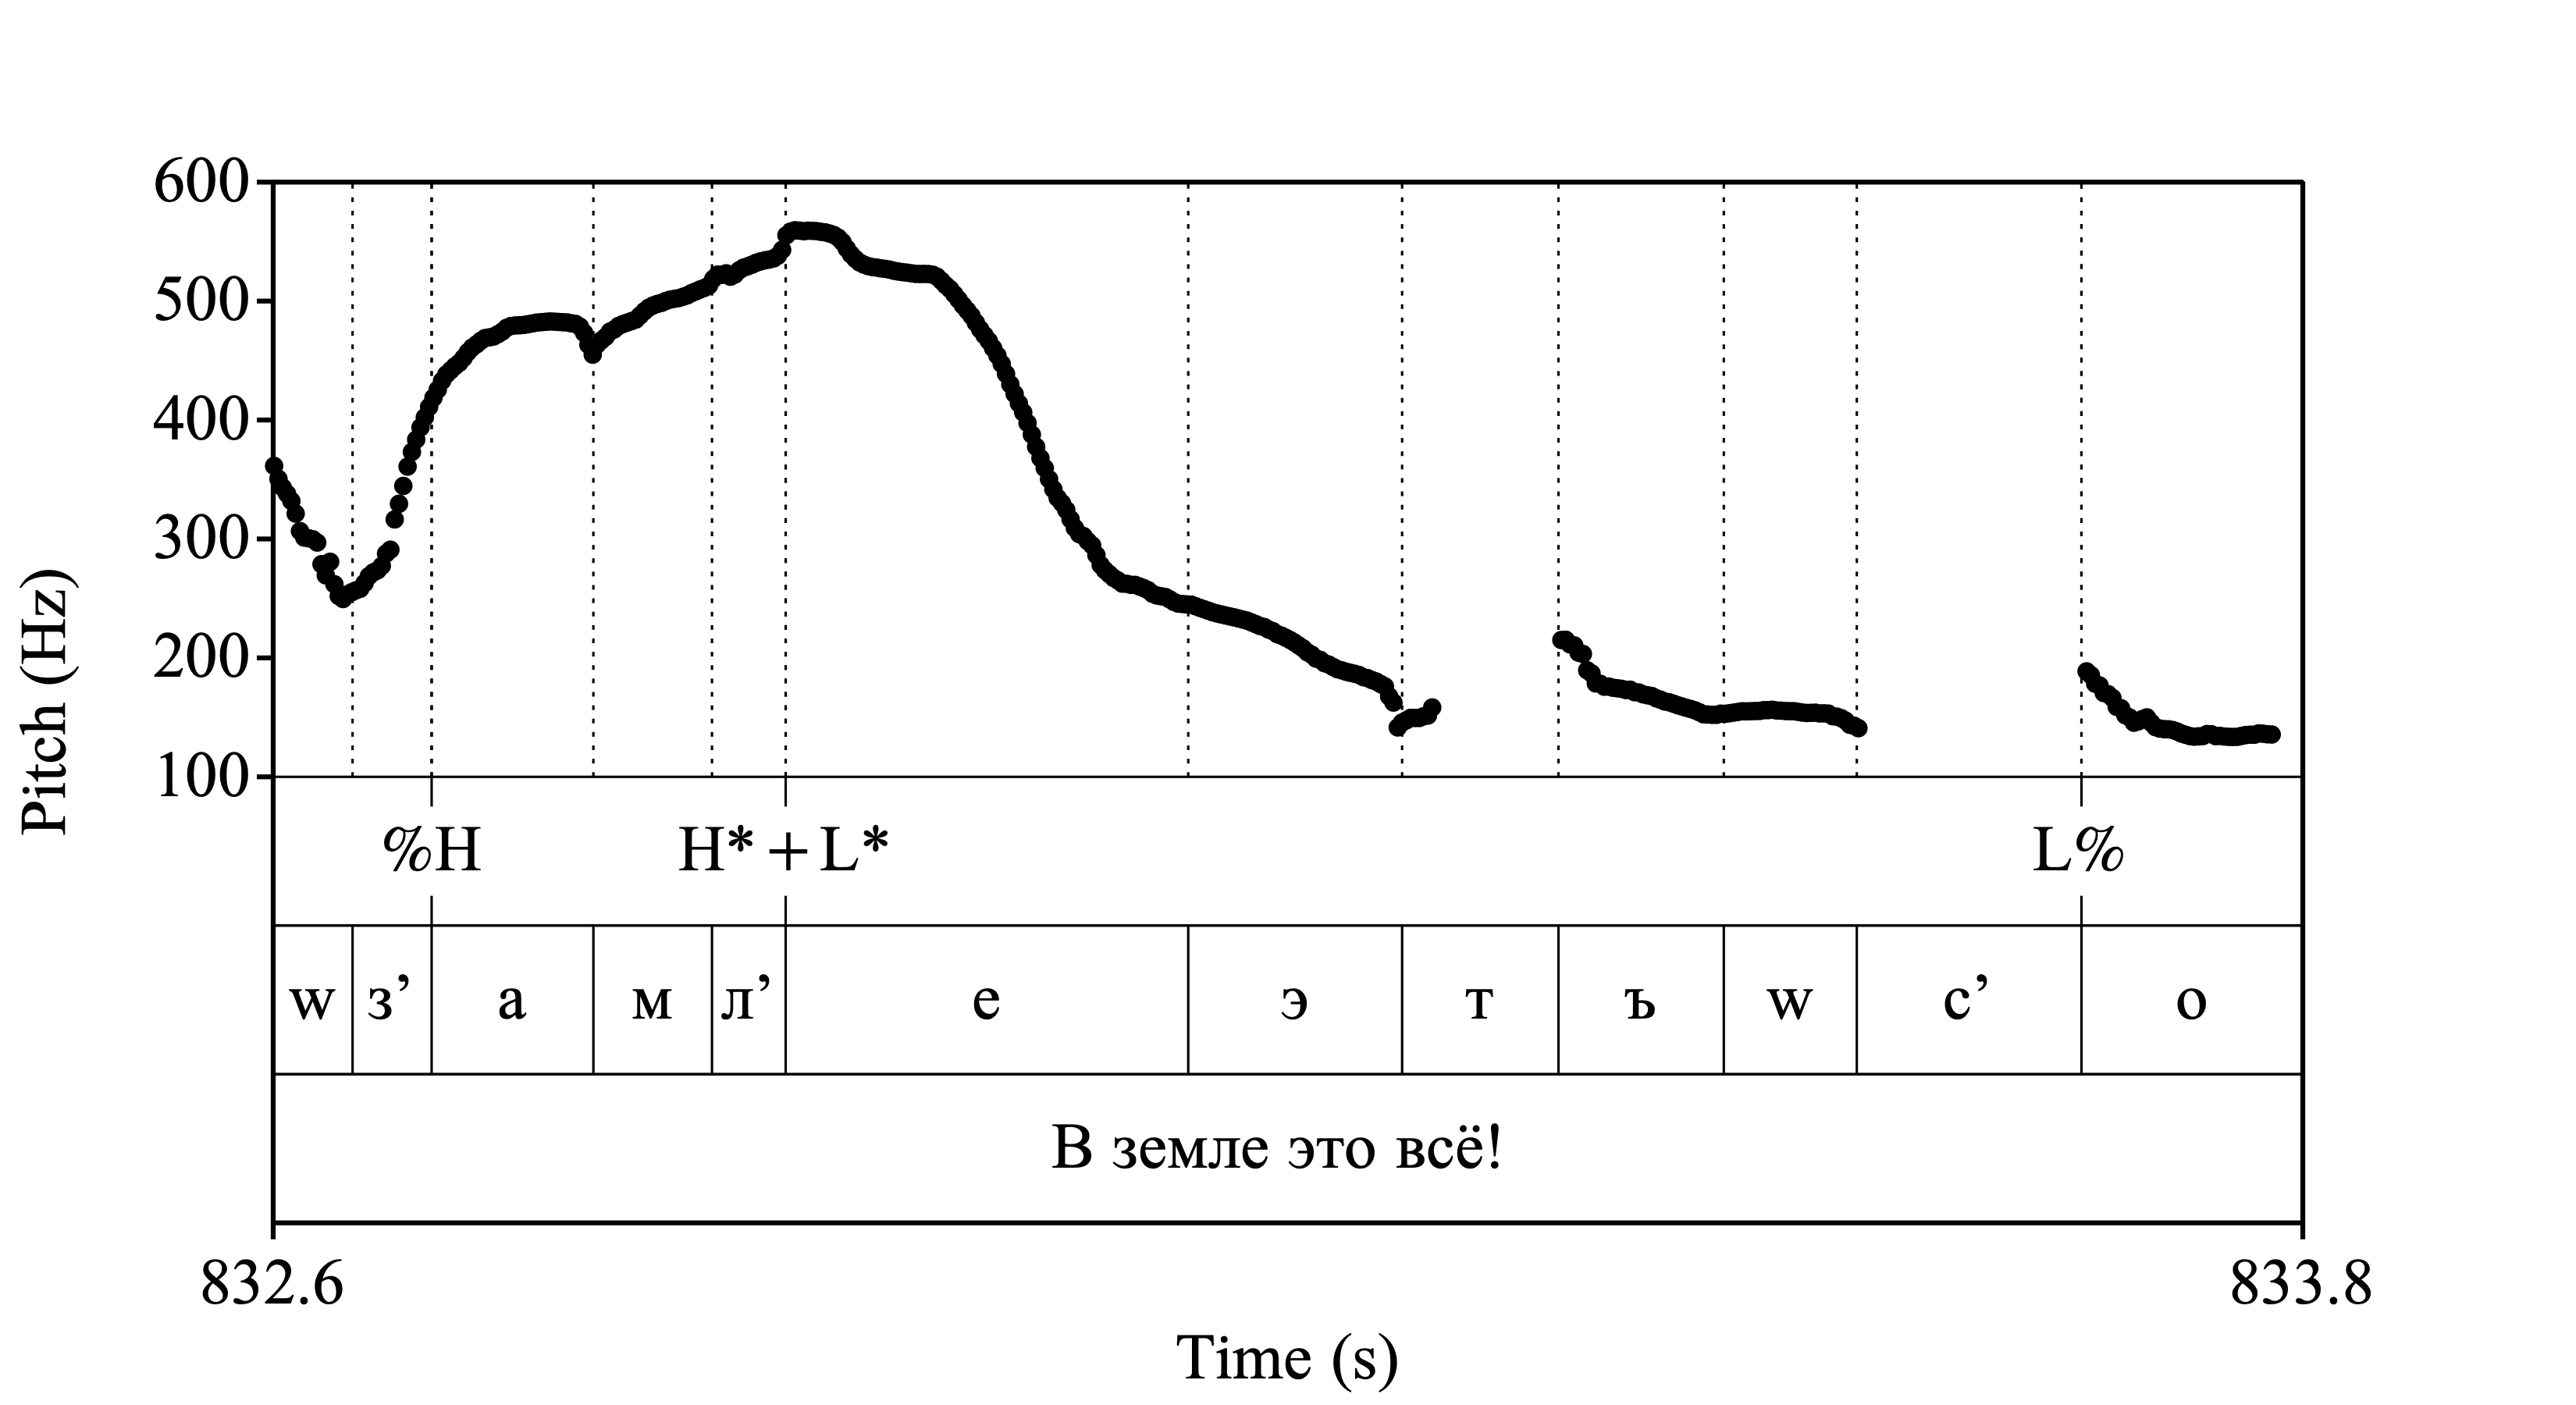 600
500
400
300
200
100
Pitch (Hz)
%H H*+L* L%
w з’ а м л’ е э т ъ w с’ о
В земле это всё!
832.6 833.8
Time (s)